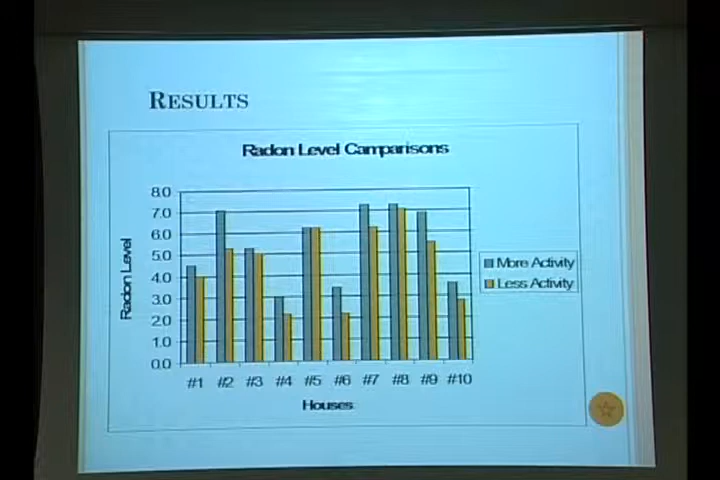 RESULTS
Radon Level Camparisons
8.0
7.0
6.0
5.0
4.0
3.0
2.0
1.0
0.0
Radon Level
More Activity
Less Activity
#1 #2 #3 #4 #5 #6 #7 #8 #9 #10
Houses